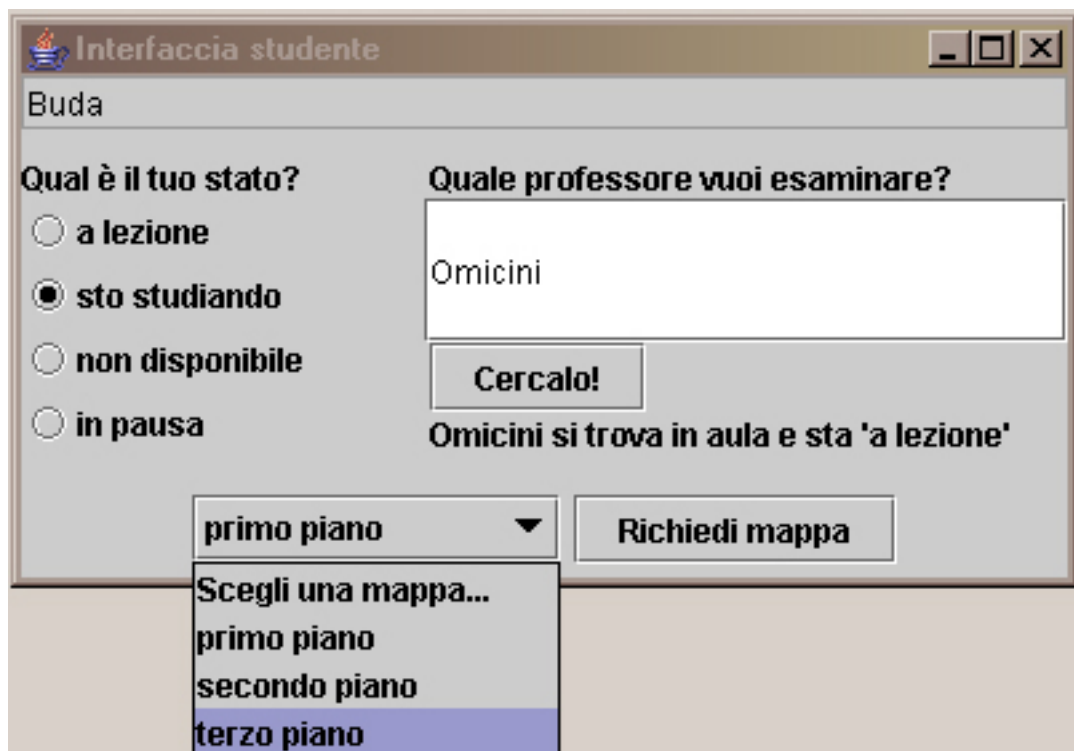 Interfaccia studente
Buda
Qual è il tuo stato?
a lezione
sto studiando
non disponibile
in pausa
Quale professore vuoi esaminare?
Omicini
Cercalo!
Omicini si trova in aula e sta 'a lezione'
primo piano
Richiedi mappa
Scegli una mappa...
primo piano
secondo piano
terzo piano